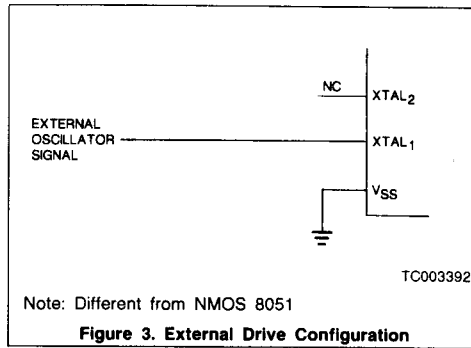 NC
XTAL2
EXTERNAL
OSCILLATOR
SIGNAL
XTAL1
VSS
TC003392
Note: Different from NMOS 8051
Figure 3. External Drive Configuration